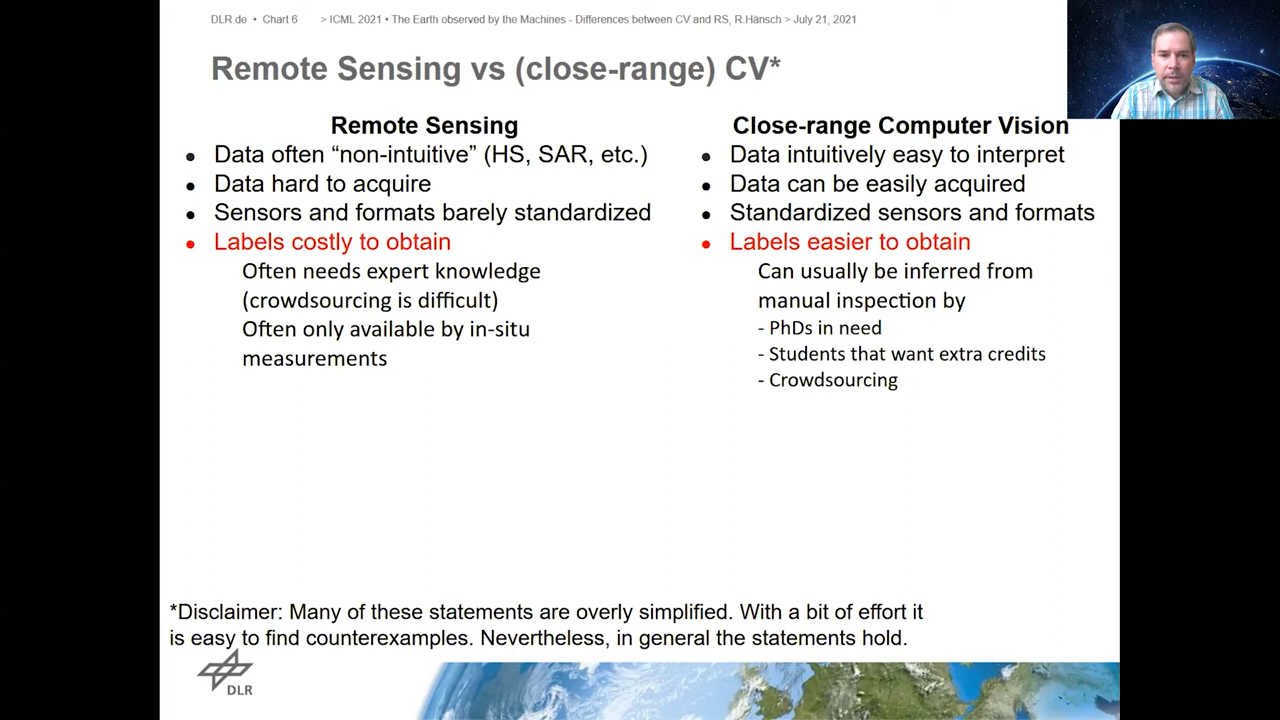 DLR.de • Chart 6 > ICML 2021 • The Earth observed by the Machines - Differences between CV and RS, R.Hänsch > July 21, 2021
Remote Sensing vs (close-range) CV*
Remote Sensing
• Data often “non-intuitive” (HS, SAR, etc.)
• Data hard to acquire
• Sensors and formats barely standardized
• Labels costly to obtain
Often needs expert knowledge
(crowdsourcing is difficult)
Often only available by in-situ
measurements
Close-range Computer Vision
• Data intuitively easy to interpret
• Data can be easily acquired
• Standardized sensors and formats
• Labels easier to obtain
Can usually be inferred from
manual inspection by
- PhDs in need
- Students that want extra credits
- Crowdsourcing
*Disclaimer: Many of these statements are overly simplified. With a bit of effort it
is easy to find counterexamples. Nevertheless, in general the statements hold.
DLR